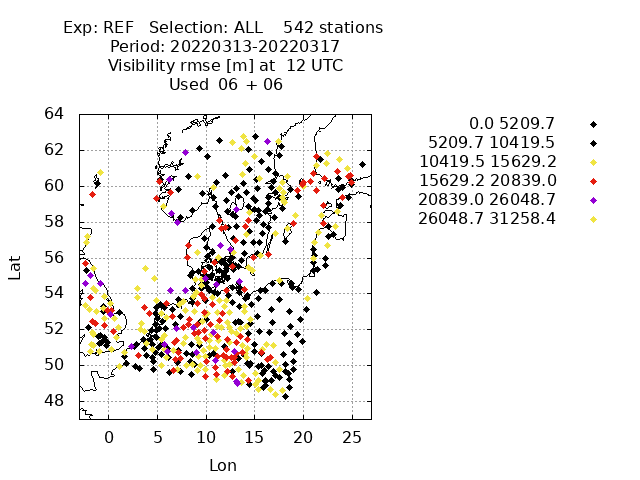 Exp: REF   Selection: ALL    542 stations
Period: 20220313-20220317
Visibility rmse [m] at  12 UTC
Used  06 + 06
64
62
60
58
56
54
52
50
48
0 5 10 15 20 25
Lat
Lon
0.0 5209.7
5209.7 10419.5
10419.5 15629.2
15629.2 20839.0
20839.0 26048.7
26048.7 31258.4